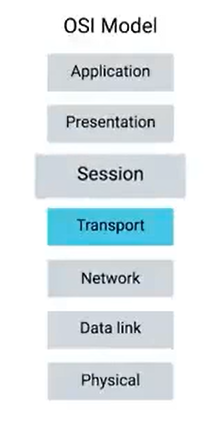 OSI Model
Application
Presentation
Session
Transport
Network
Data link
Physical